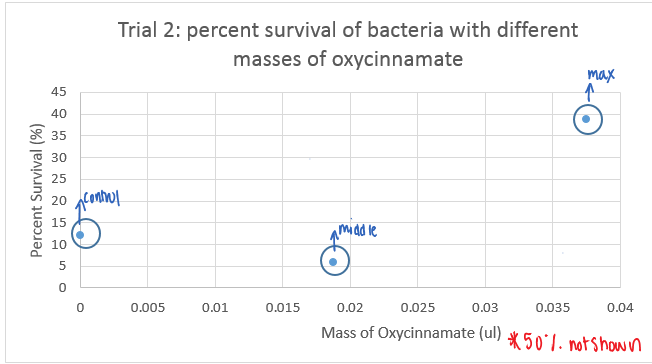 Trial 2: percent survival of bacteria with different
masses of oxycinnamate
max
45
40
35
30
25
20
15
10
5
0
Percent Survival (%)
control
middle
0 0.005 0.01 0.015 0.02 0.025 0.03 0.035 0.04
Mass of Oxycinnamate (ul)
*50%. not shown